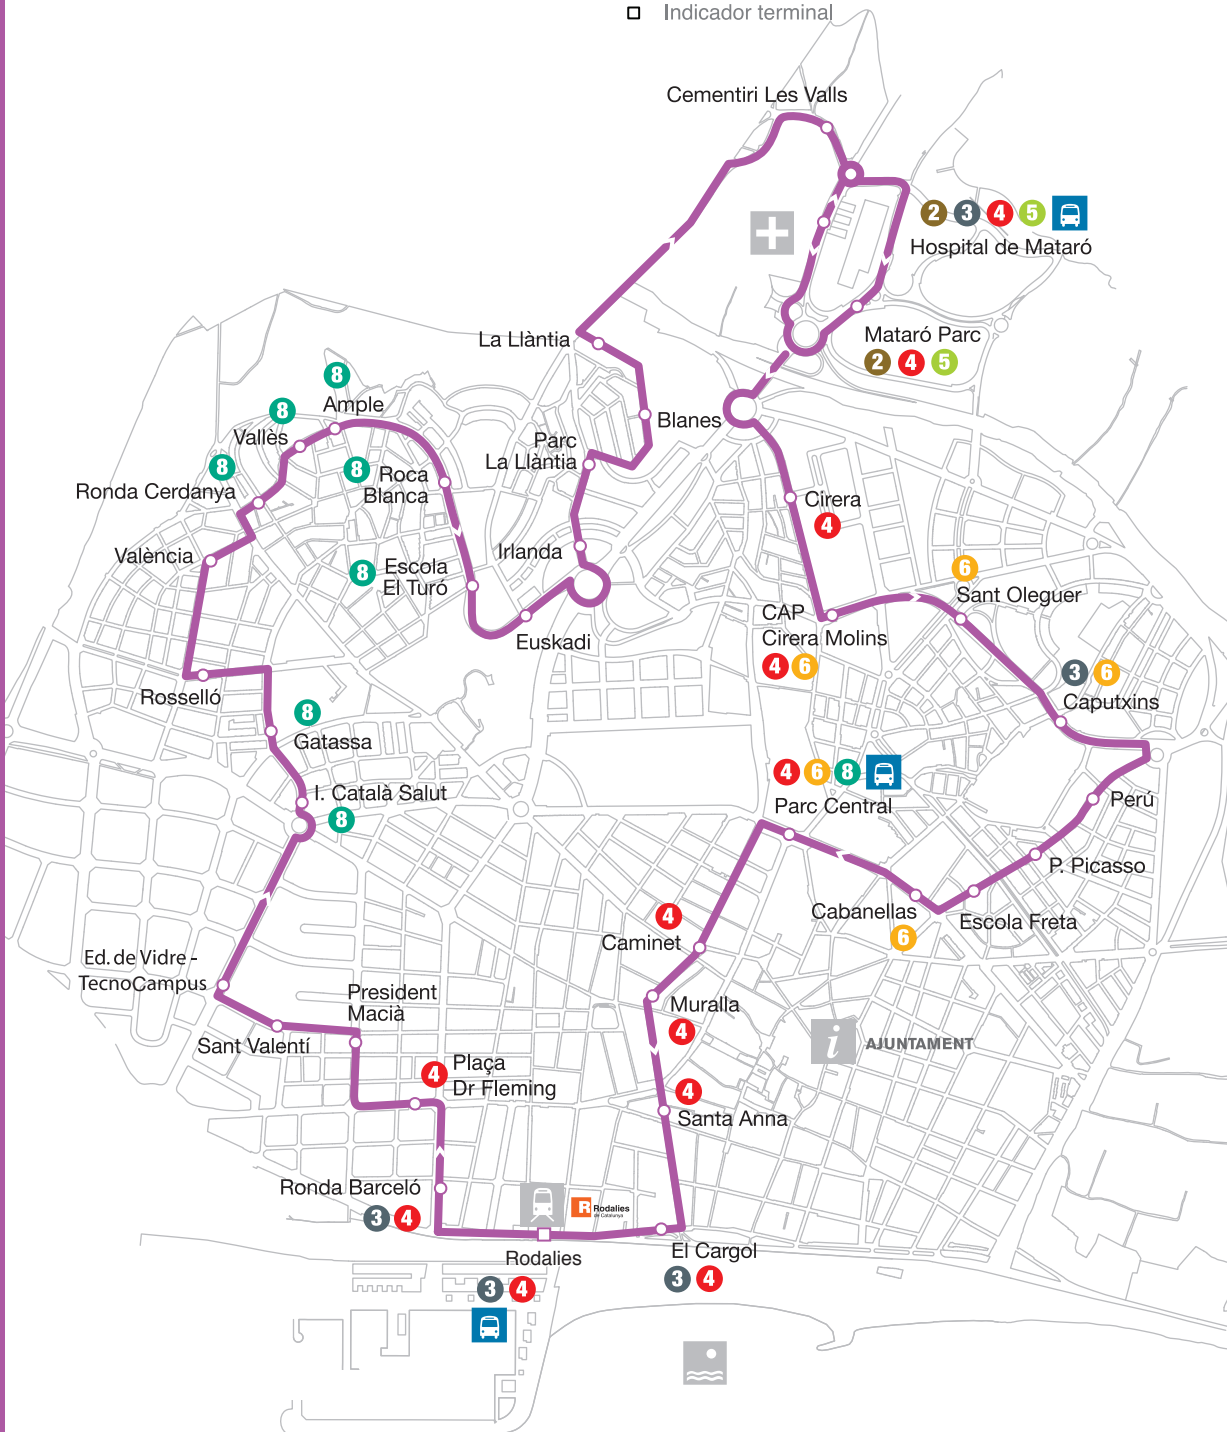 Indicador terminal
Cementiri Les Valls
2 3 4 5
Hospital de Mataró
Mataró Parc
2 4 5
La Llàntia
8
Ample
8
Vallès
Blanes
Parc
La Llàntia
8
Ronda Cerdanya
8
Roca
Blanca
Cirera
4
València
Irlanda
8
Escola
El Turó
6
Sant Oleguer
CAP
Cirera Molins
4 6
Euskadi
3 6
Caputxins
Rosselló
8
Gatassa
4 6 8
Parc Central
I. Català Salut
8
Perú
P. Picasso
Cabanellas
6
Escola Freta
4
Caminet
Ed. de Vidre -
TecnoCampus
President
Macià
Muralla
4
Sant Valentí
i AJUNTAMENT
4
Plaça
Dr Fleming
4
Santa Anna
Ronda Barceló
3 4
R Rodalies
de Catalunya
Rodalies
3 4
El Cargol
3 4